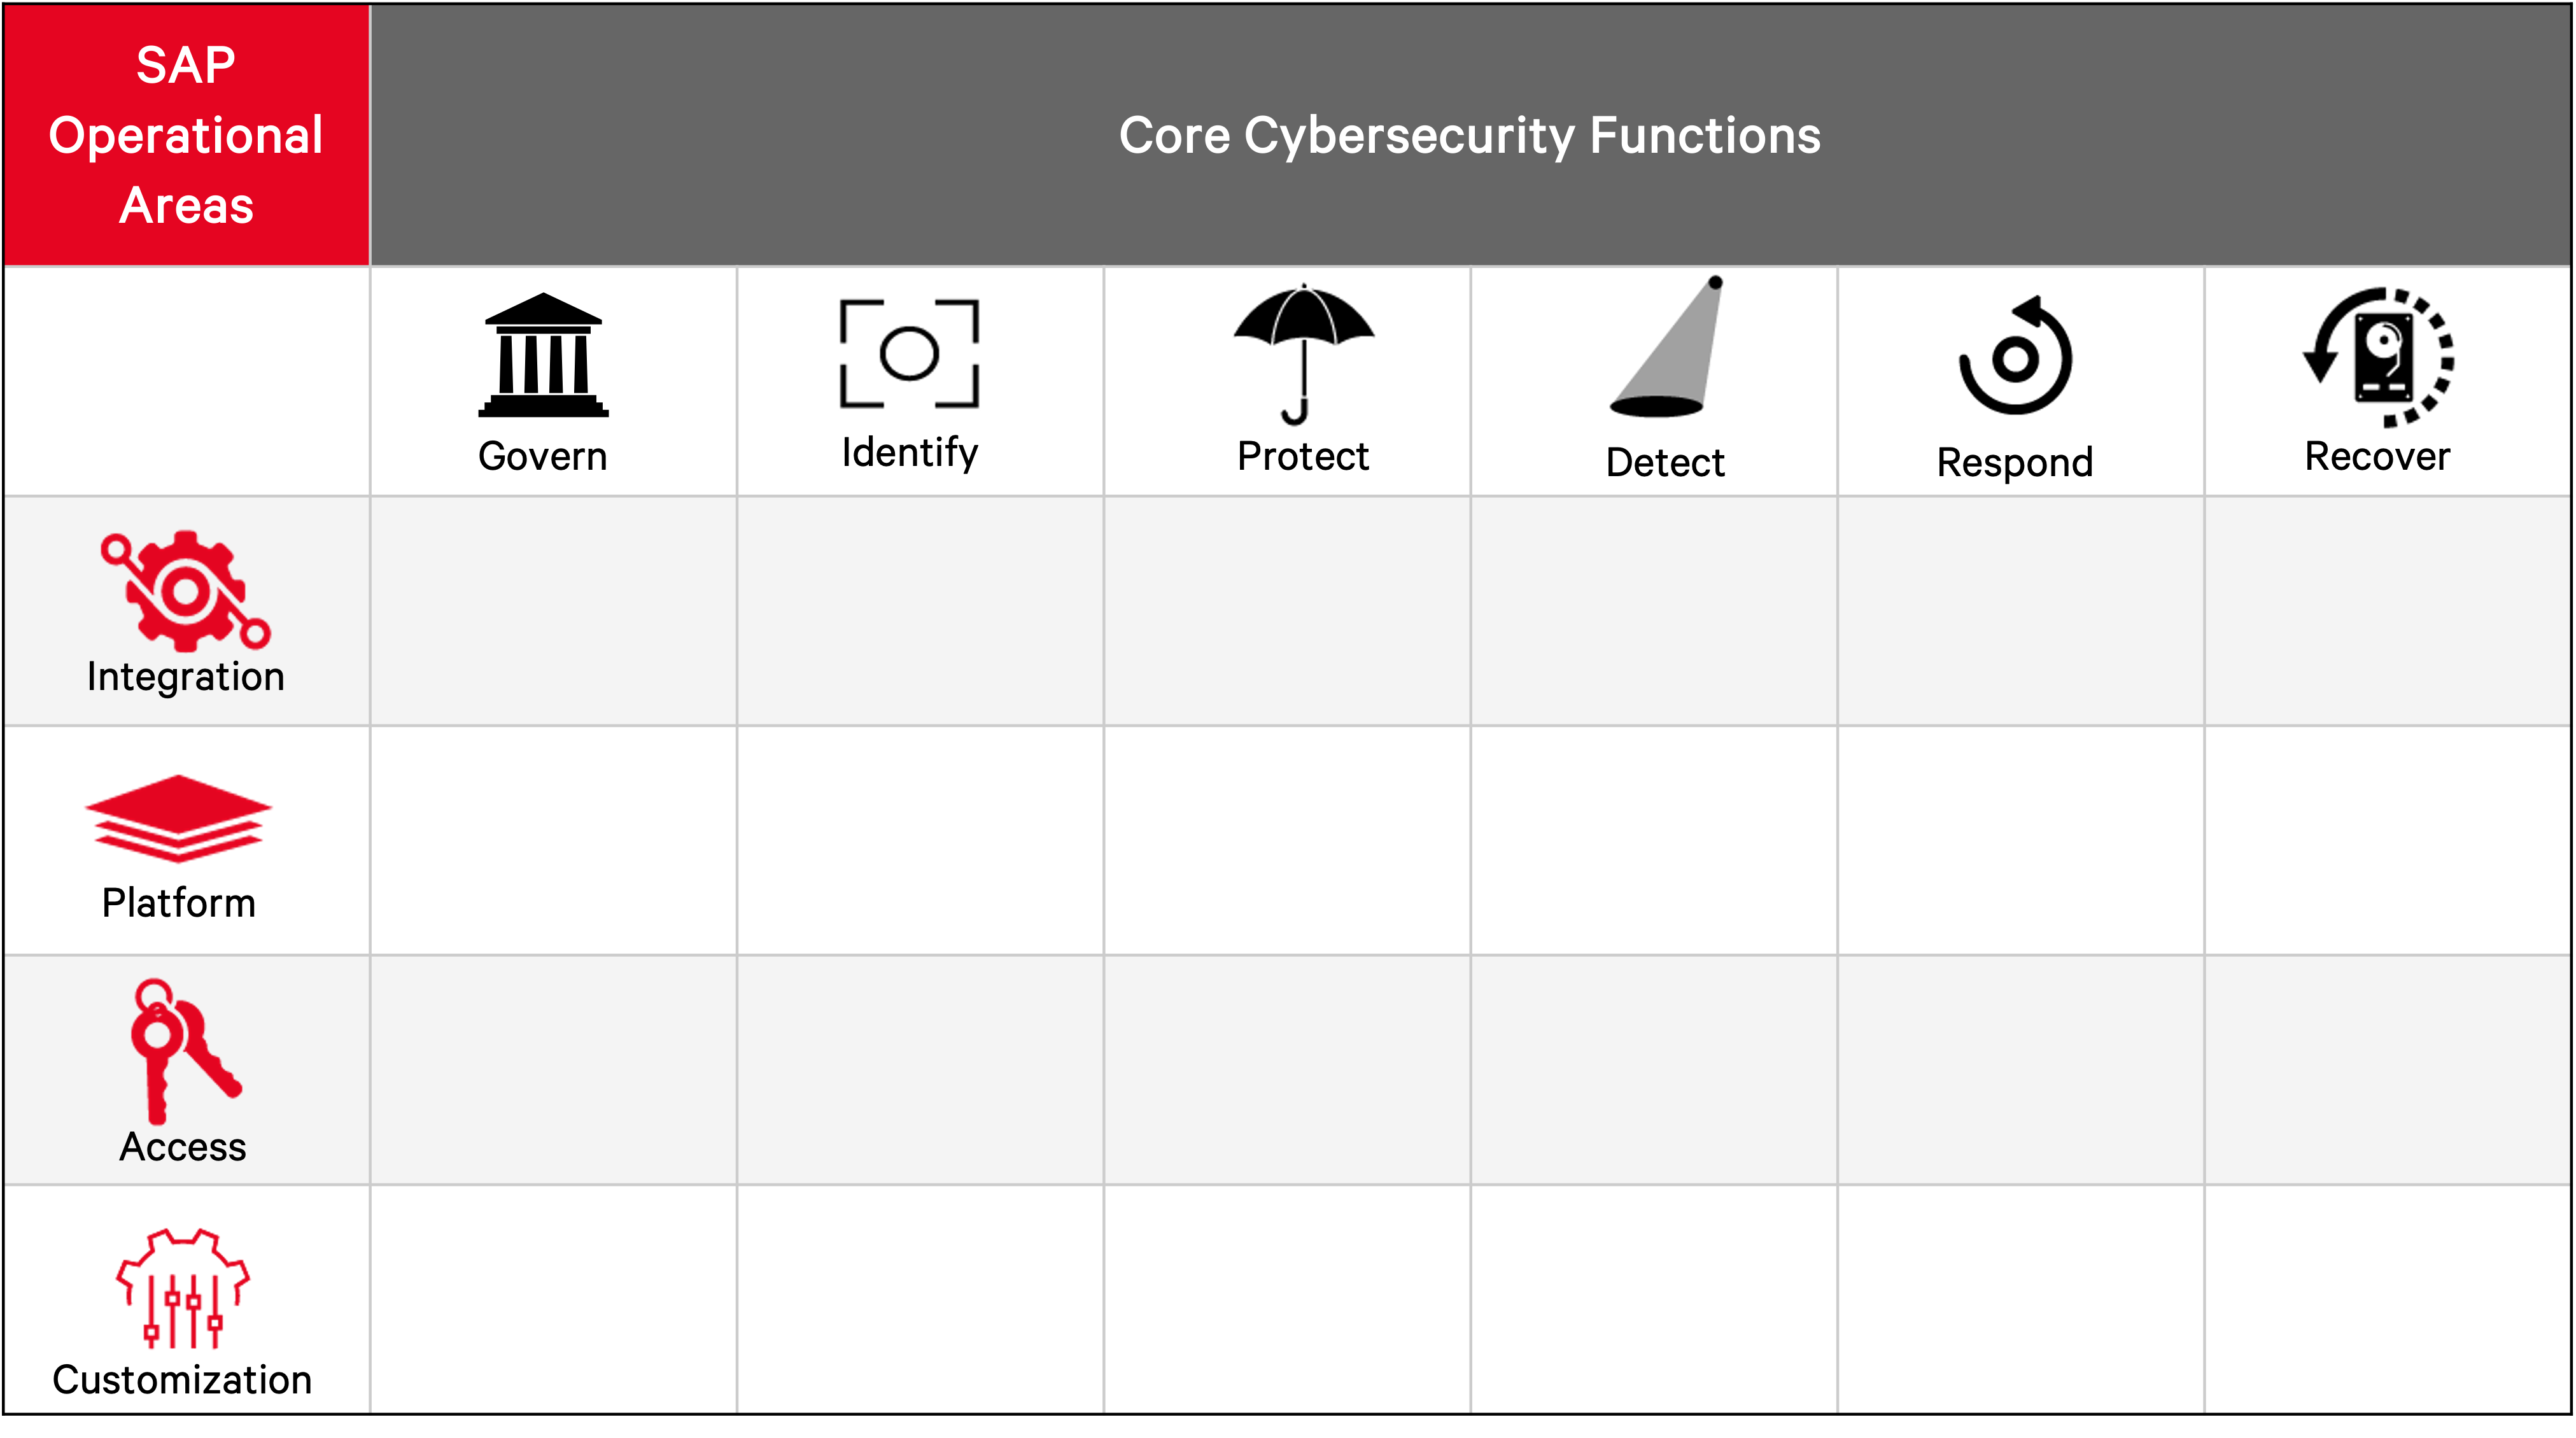 SAP
Operational
Areas
Core Cybersecurity Functions
Govern
Identify
Protect
Detect
Respond
Recover
Integration
Platform
Access
Customization